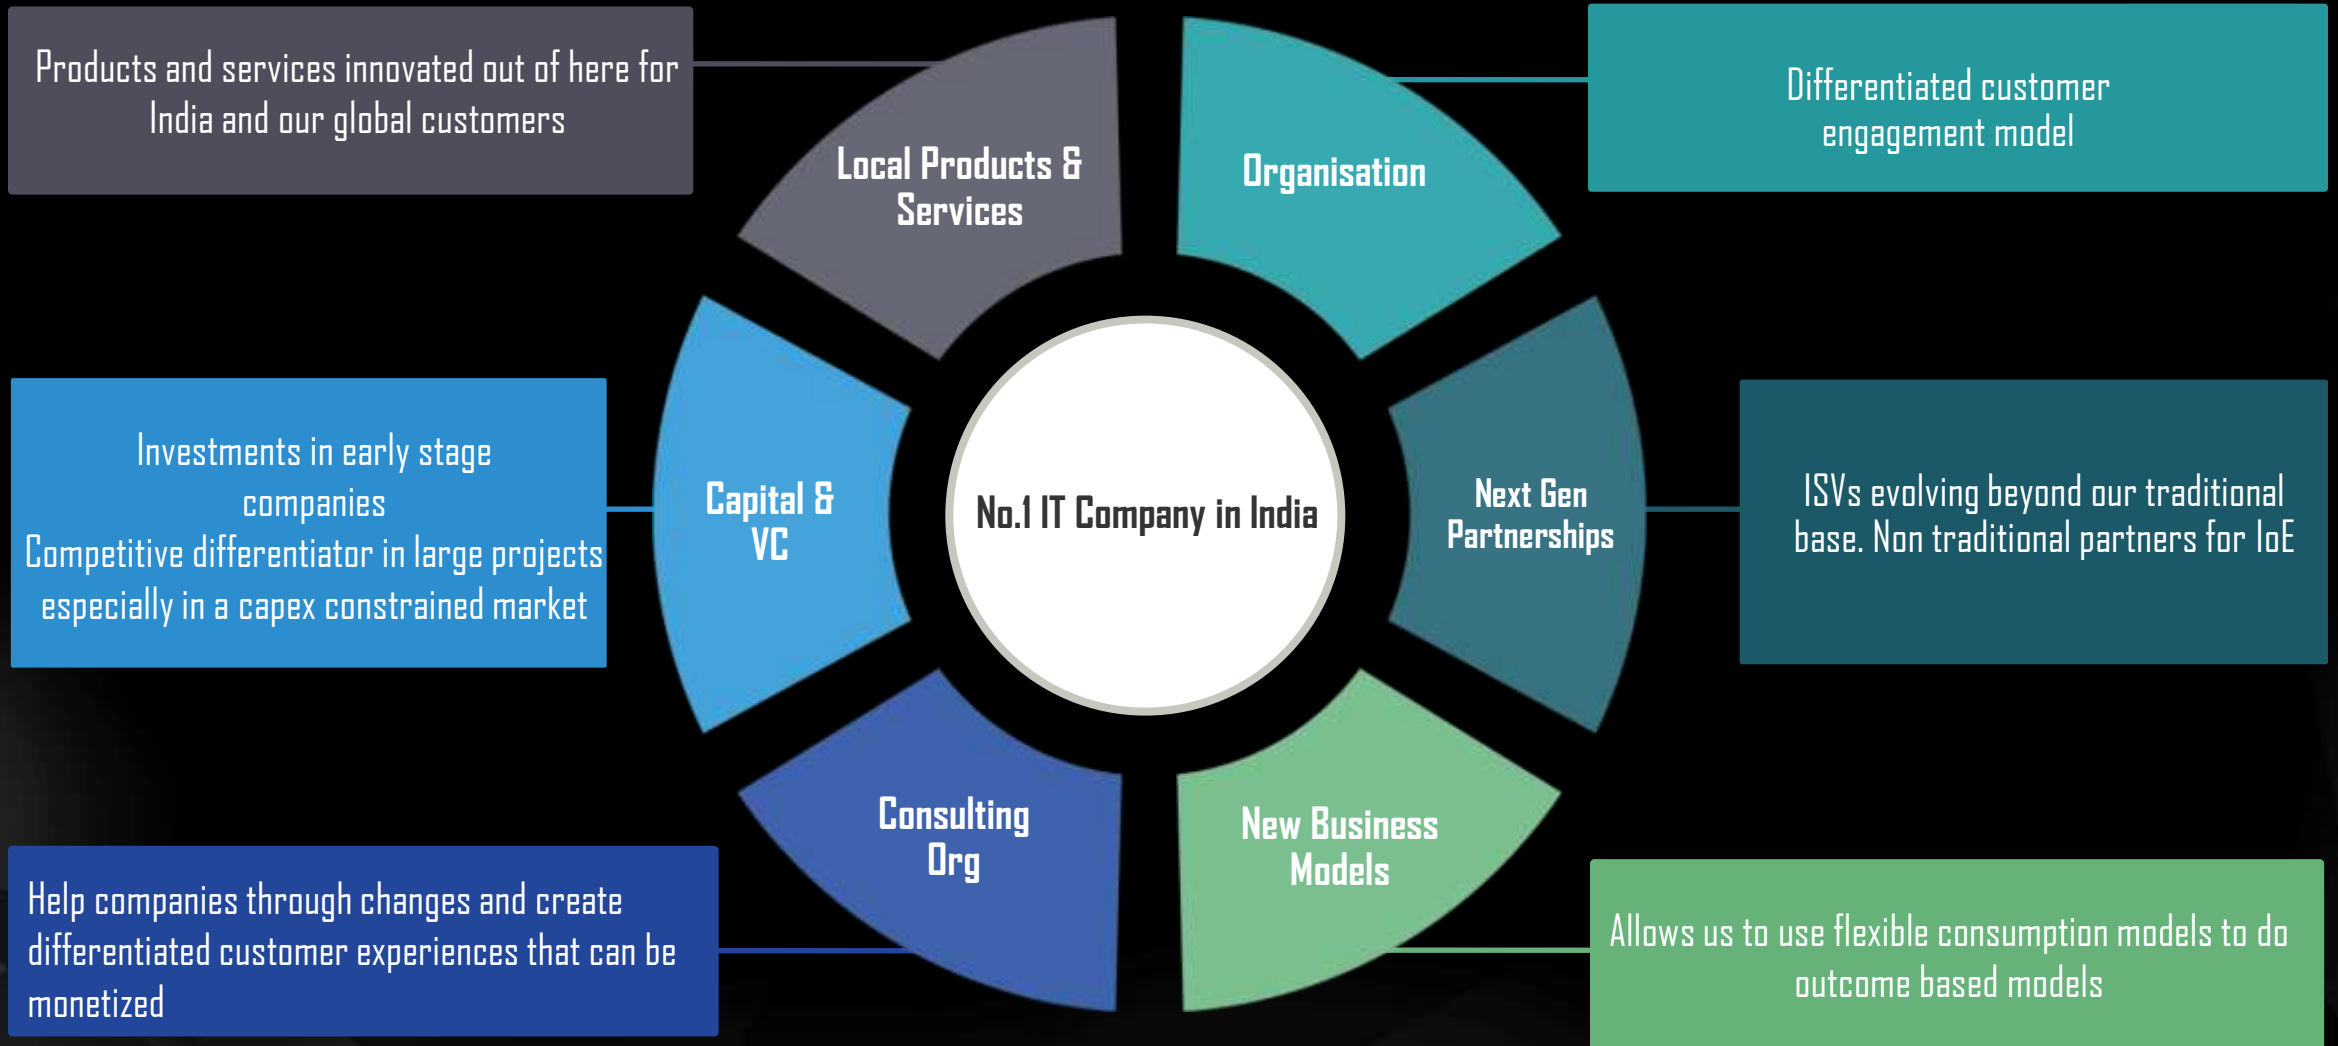 Products and services innovated out of here for
India and our global customers
Local Products &
Services
Organisation
Differentiated customer
engagement model
Investments in early stage
companies
Competitive differentiator in large projects
especially in a capex constrained market
Capital &
VC
No.1 IT Company in India
Next Gen
Partnerships
ISVs evolving beyond our traditional
base. Non traditional partners for IoE
Help companies through changes and create
differentiated customer experiences that can be
monetized
Consulting
Org
New Business
Models
Allows us to use flexible consumption models to do
outcome based models